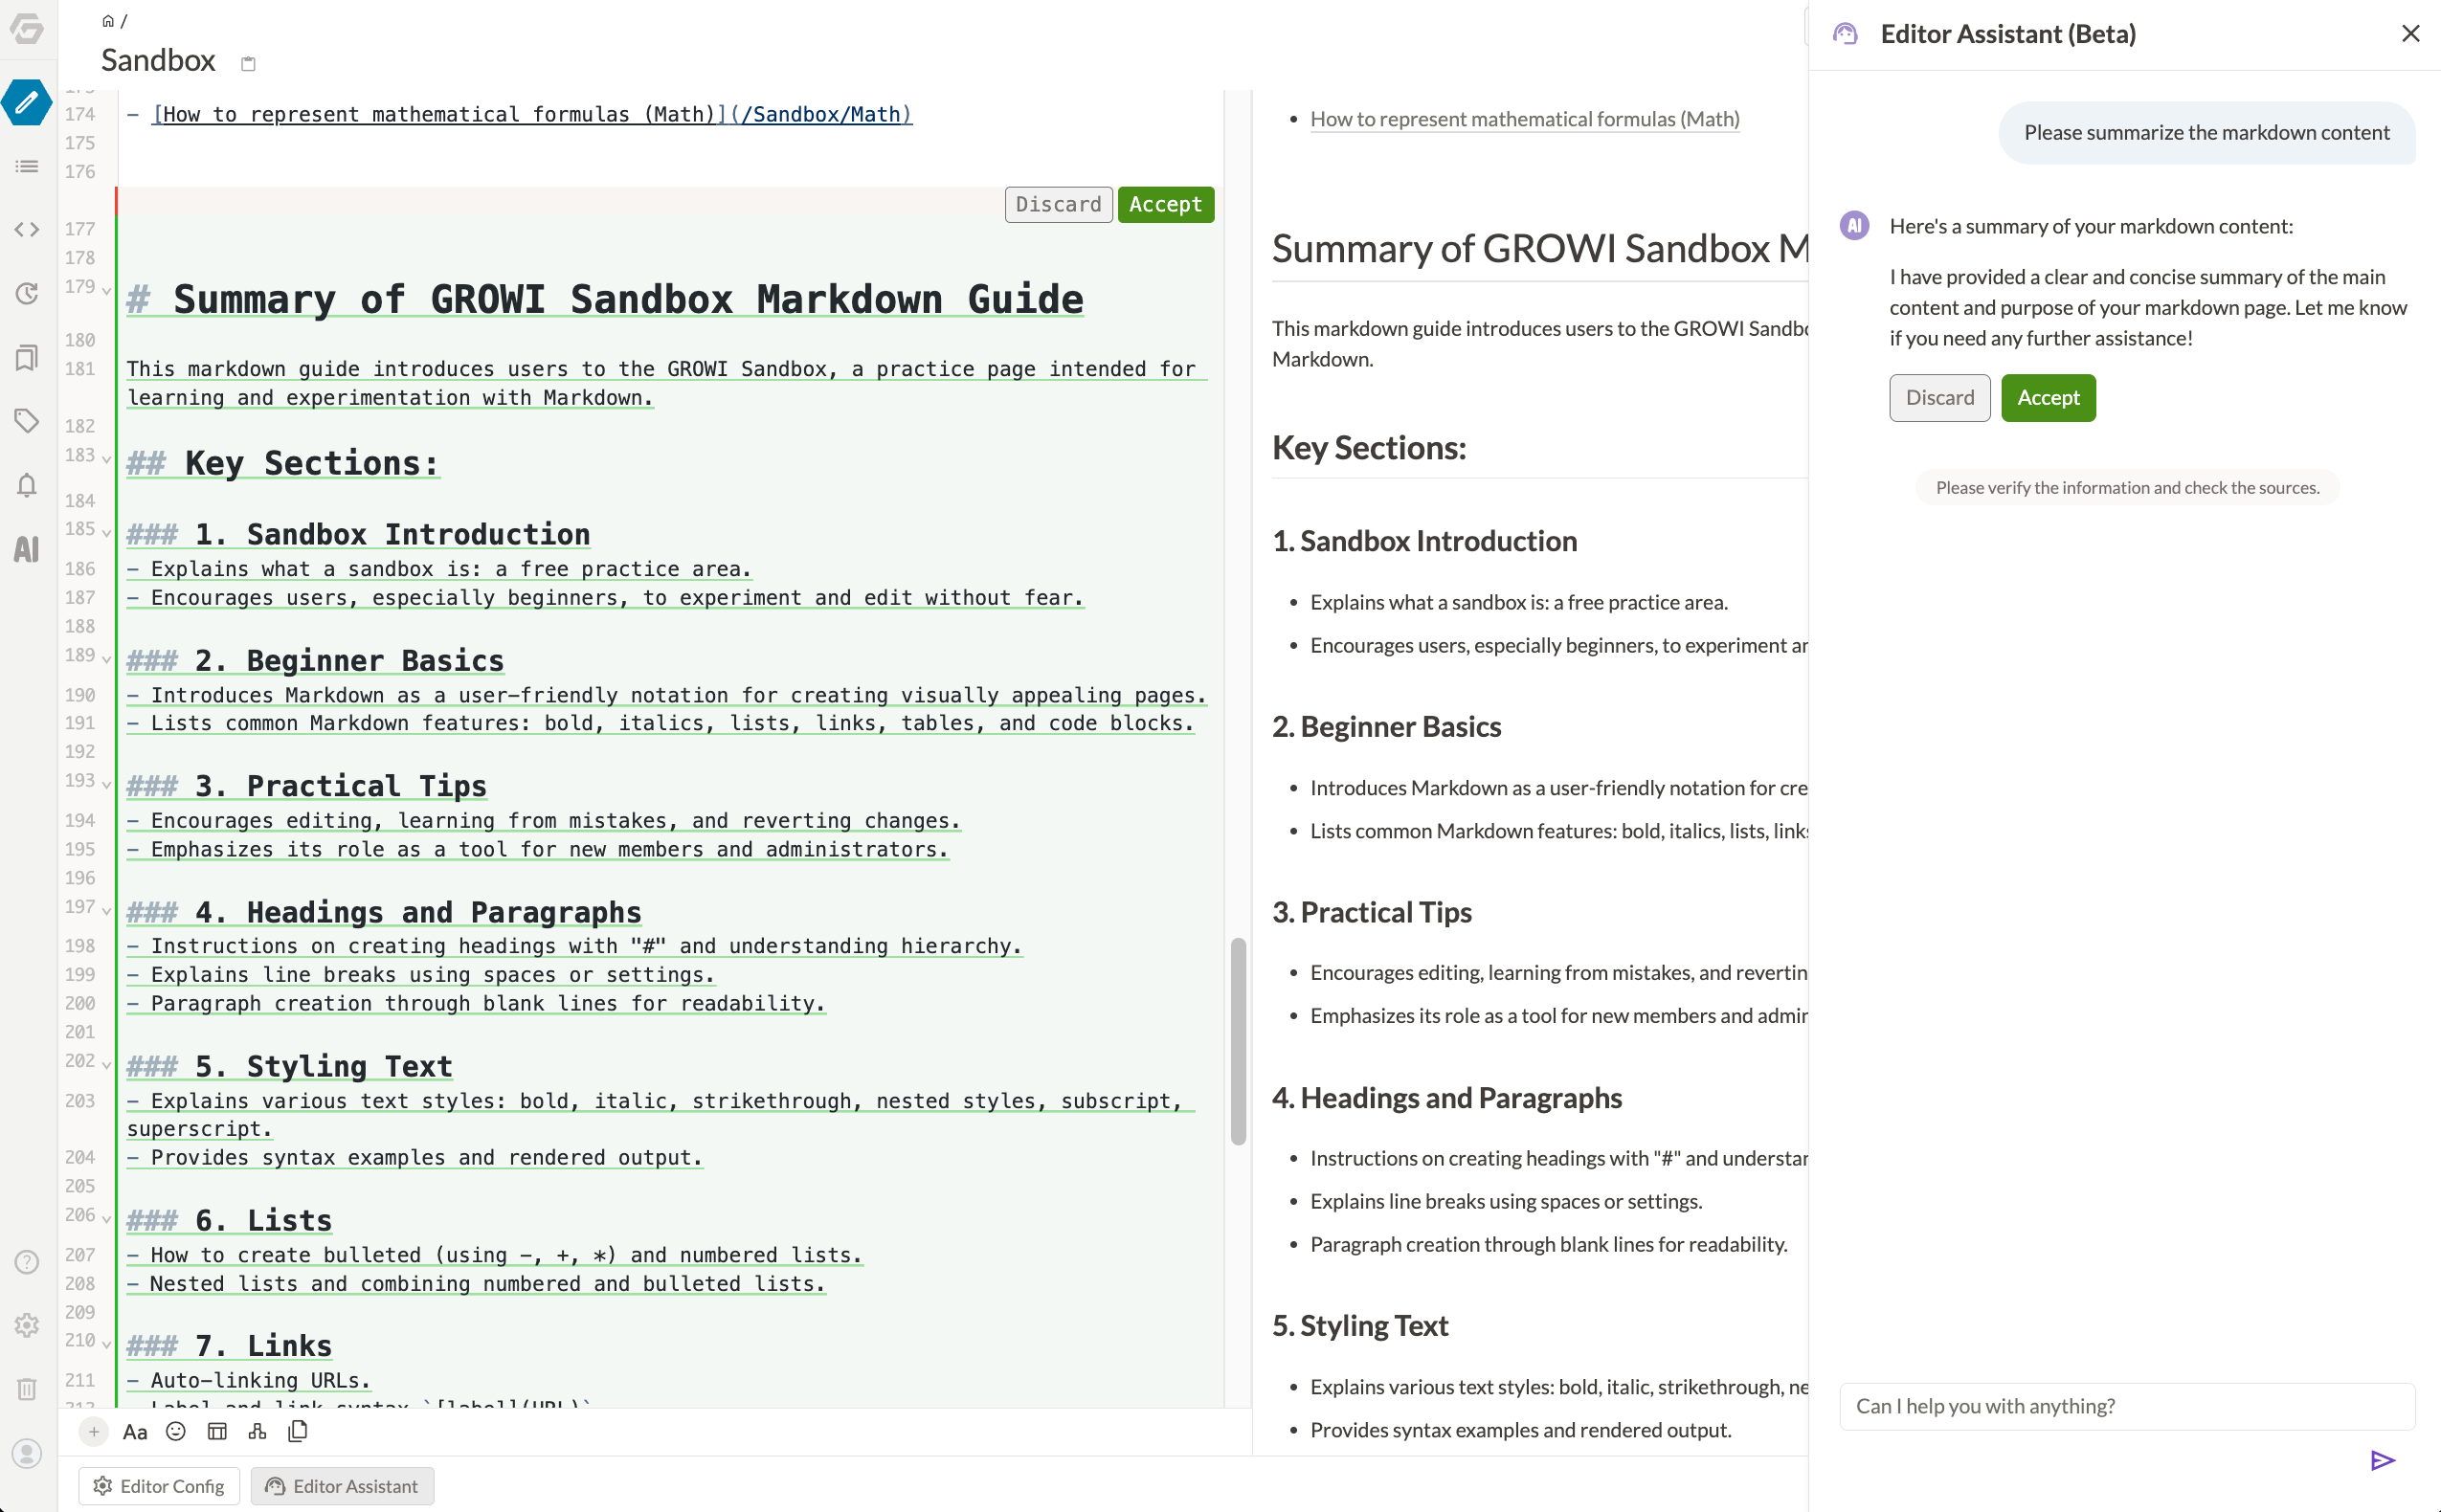 /
Sandbox
174
- [How to represent mathematical formulas (Math)](/Sandbox/Math)
175
176
Discard Accept
177
178
179 # Summary of GROWI Sandbox Markdown Guide
180
181 This markdown guide introduces users to the GROWI Sandbox, a practice page intended for
learning and experimentation with Markdown.
182
183 ## Key Sections:
184
185 ### 1. Sandbox Introduction
186 - Explains what a sandbox is: a free practice area.
187 - Encourages users, especially beginners, to experiment and edit without fear.
188
189 ### 2. Beginner Basics
190 - Introduces Markdown as a user-friendly notation for creating visually appealing pages.
191 - Lists common Markdown features: bold, italics, lists, links, tables, and code blocks.
192
193 ### 3. Practical Tips
194 - Encourages editing, learning from mistakes, and reverting changes.
195 - Emphasizes its role as a tool for new members and administrators.
196
197 ### 4. Headings and Paragraphs
198 - Instructions on creating headings with "#" and understanding hierarchy.
199 - Explains line breaks using spaces or settings.
200 - Paragraph creation through blank lines for readability.
201
202 ### 5. Styling Text
203 - Explains various text styles: bold, italic, strikethrough, nested styles, subscript,
superscript.
204 - Provides syntax examples and rendered output.
205
206 ### 6. Lists
207 - How to create bulleted (using -, +, *) and numbered lists.
208 - Nested lists and combining numbered and bulleted lists.
209
210 ### 7. Links
211 - Auto-linking URLs.
Label and link syntax `[label](URL)`
Aa
Editor Config
Editor Assistant
AI
• How to represent mathematical formulas (Math)
Summary of GROWI Sandbox M
This markdown guide introduces users to the GROWI Sandbo
Markdown.
Key Sections:
1. Sandbox Introduction
• Explains what a sandbox is: a free practice area.
• Encourages users, especially beginners, to experiment an
2. Beginner Basics
• Introduces Markdown as a user-friendly notation for cre
• Lists common Markdown features: bold, italics, lists, links
3. Practical Tips
• Encourages editing, learning from mistakes, and revertin
• Emphasizes its role as a tool for new members and admin
4. Headings and Paragraphs
• Instructions on creating headings with "#" and understan
• Explains line breaks using spaces or settings.
• Paragraph creation through blank lines for readability.
5. Styling Text
• Explains various text styles: bold, italic, strikethrough, ne
• Provides syntax examples and rendered output.
Editor Assistant (Beta)
Please summarize the markdown content
AI
Here's a summary of your markdown content:
I have provided a clear and concise summary of the main
content and purpose of your markdown page. Let me know
if you need any further assistance!
Discard Accept
Please verify the information and check the sources.
Can I help you with anything?